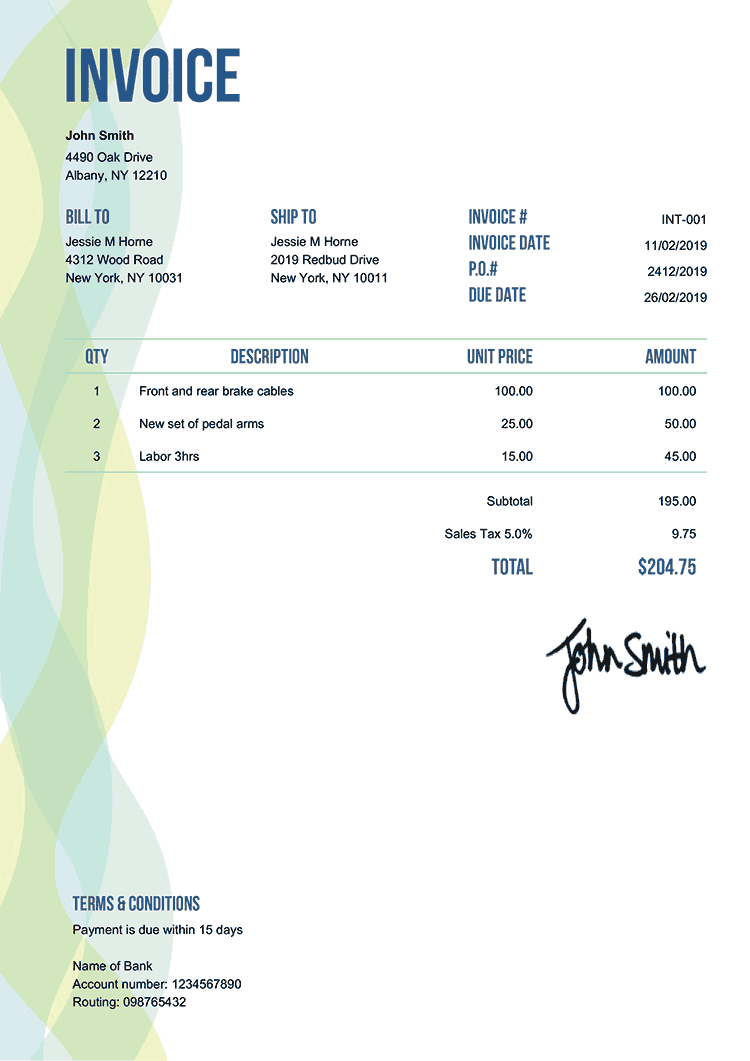 INVOICE
John Smith
4490 Oak Drive
Albany, NY 12210
BILL TO
Jessie M Horne
4312 Wood Road
New York, NY 10031
SHIP TO
Jessie M Horne
2019 Redbud Drive
New York, NY 10011
INVOICE # INT-001
INVOICE DATE 11/02/2019
P.O.# 2412/2019
DUE DATE 26/02/2019
QTY DESCRIPTION UNIT PRICE AMOUNT
1 Front and rear brake cables 100.00 100.00
2 New set of pedal arms 25.00 50.00
3 Labor 3hrs 15.00 45.00
Subtotal 195.00
Sales Tax 5.0% 9.75
TOTAL $204.75
John Smith
TERMS & CONDITIONS
Payment is due within 15 days
Name of Bank
Account number: 1234567890
Routing: 098765432